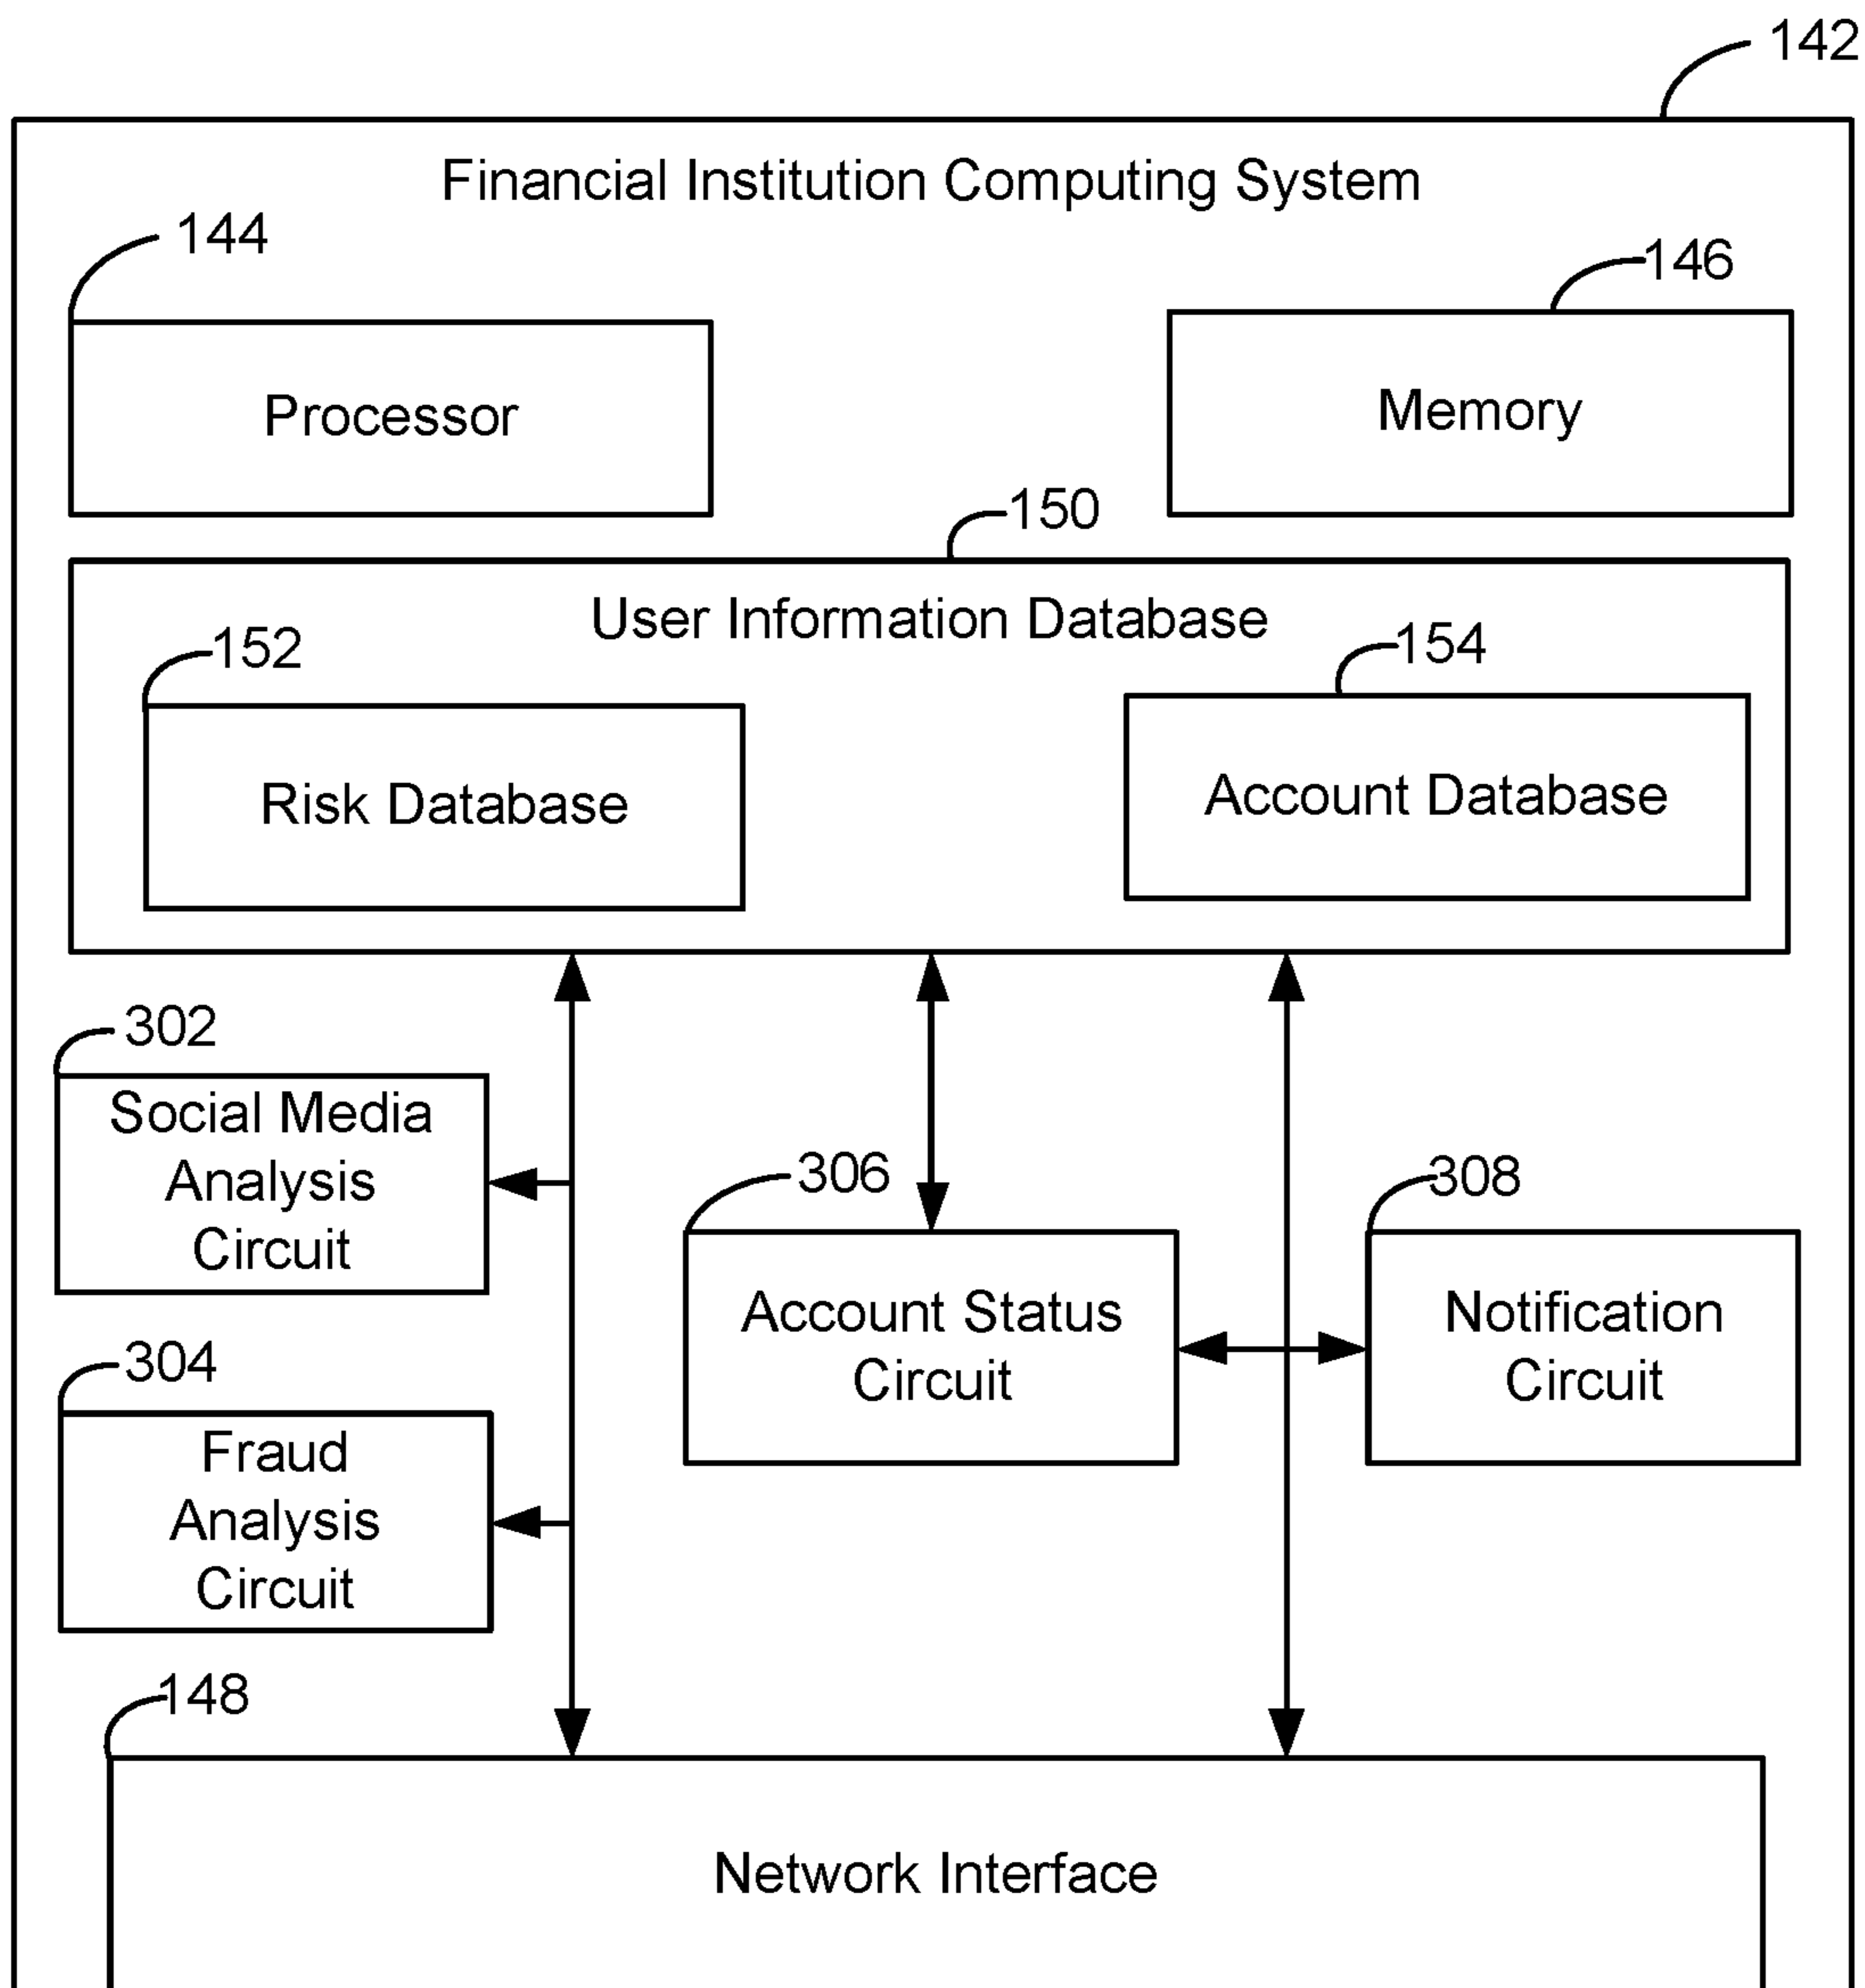 142
Financial Institution Computing System
144
146
Processor
Memory
150
User Information Database
152
154
Risk Database
Account Database
302
Social Media
Analysis
Circuit
306
308
Account Status
Circuit
Notification
Circuit
304
Fraud
Analysis
Circuit
148
Network Interface